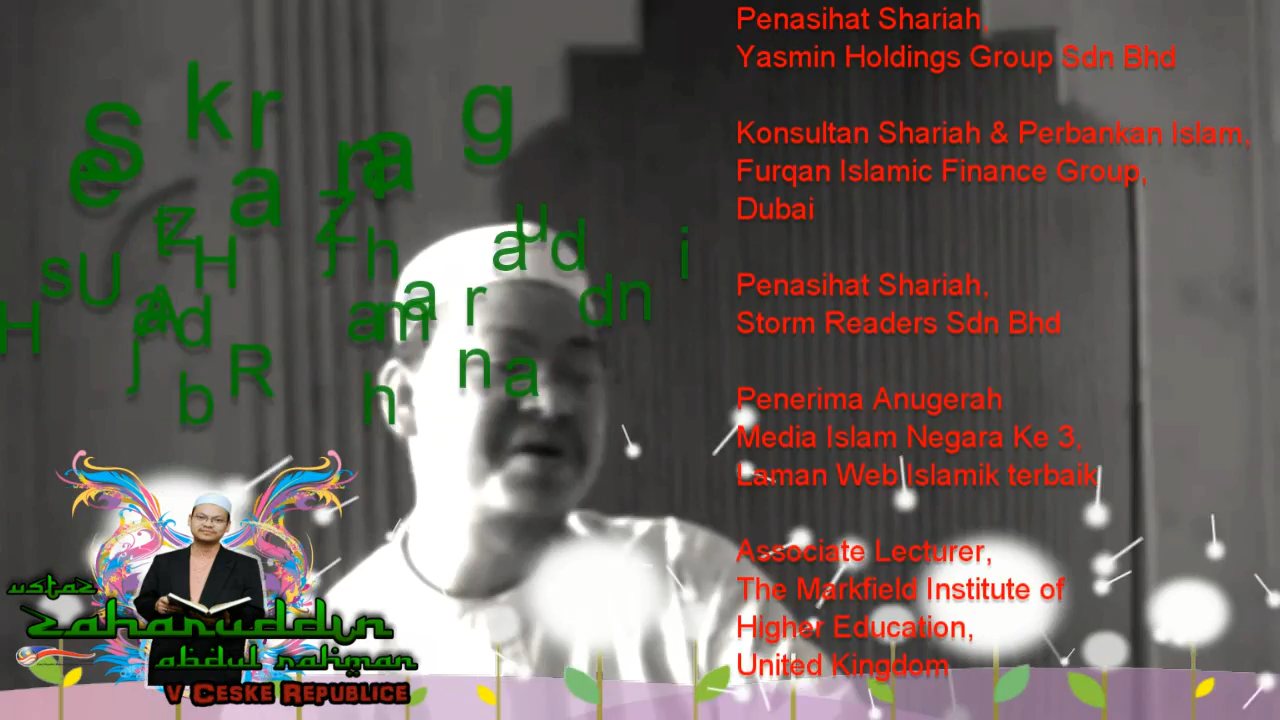 Penasihat Shariah,
Yasmin Holdings Group Sdn Bhd
Konsultan Shariah & Perbankan Islam,
Furqan Islamic Finance Group,
Dubai
Penasihat Shariah,
Storm Readers Sdn Bhd
Penerima Anugerah
Media Islam Negara Ke 3,
Laman Web Islamik terbaik
Associate Lecturer,
The Markfield Institute of
Higher Education,
United Kingdom
ustaz
zaharuddin
abdul rahman
v Ceske Republice